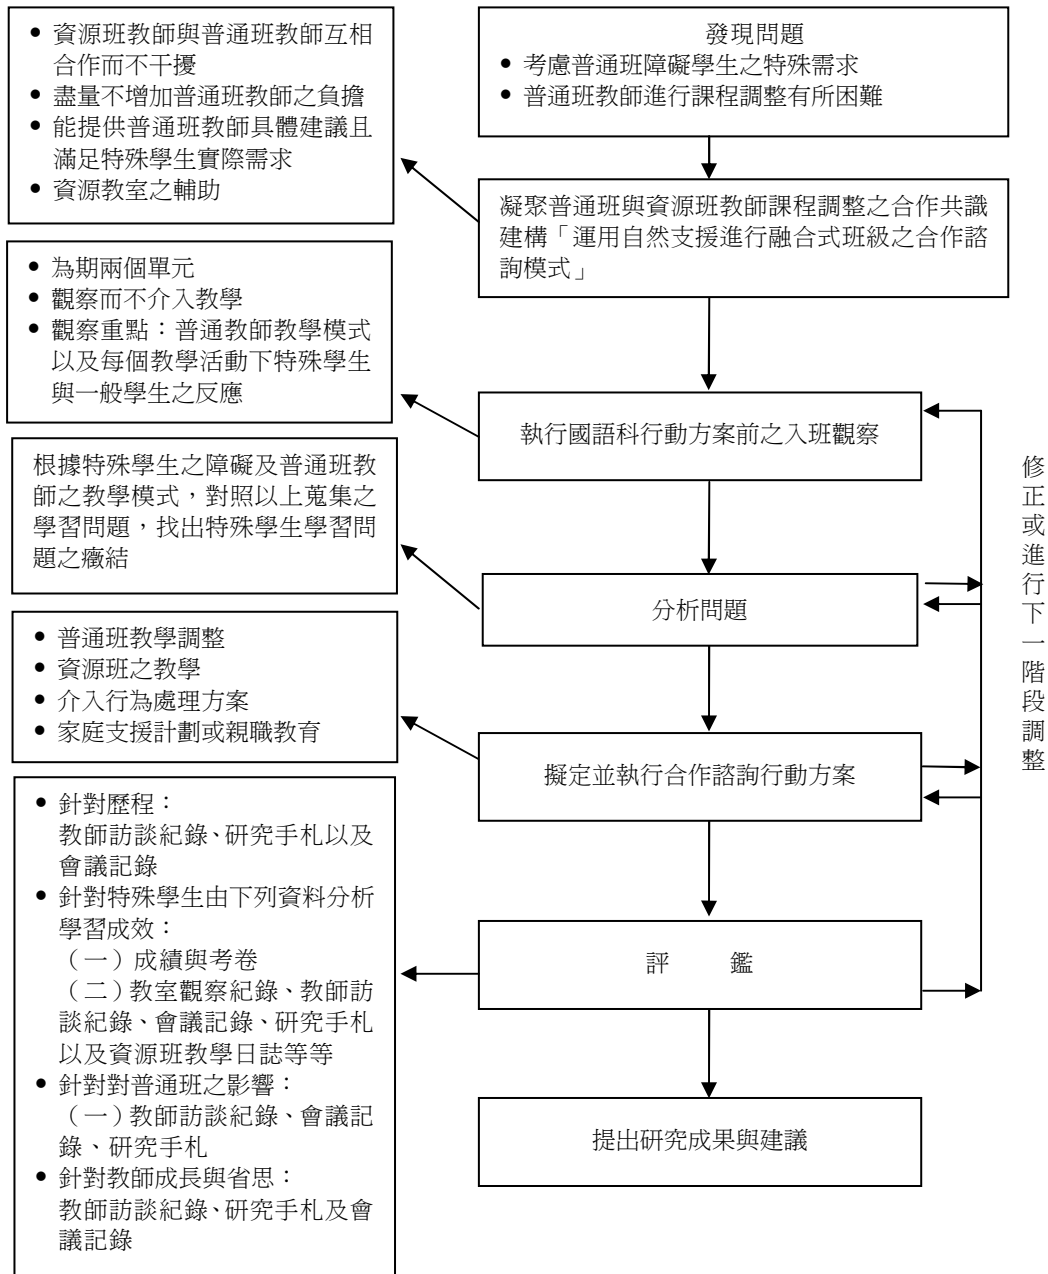 • 資源班教師與普通班教師互相
合作而不干擾
• 盡量不增加普通班教師之負擔
• 能提供普通班教師具體建議且
滿足特殊學生實際需求
• 資源教室之輔助
發現問題
• 考慮普通班障礙學生之特殊需求
• 普通班教師進行課程調整有所困難
凝聚普通班與資源班教師課程調整之合作共識
建構「運用自然支援進行融合式班級之合作諮
詢模式」
• 為期兩個單元
• 觀察而不介入教學
• 觀察重點：普通教師教學模式
以及每個教學活動下特殊學生
與一般學生之反應
執行國語科行動方案前之入班觀察
根據特殊學生之障礙及普通班教
師之教學模式，對照以上蒐集之
學習問題，找出特殊學生學習問
題之癥結
分析問題
• 普通班教學調整
• 資源班之教學
• 介入行為處理方案
• 家庭支援計劃或親職教育
擬定並執行合作諮詢行動方案
• 針對歷程：
教師訪談紀錄、研究手札以及
會議記錄
• 針對特殊學生由下列資料分析
學習成效：
（一）成績與考卷
（二）教室觀察紀錄、教師訪
談紀錄、會議記錄、研究手札
以及資源班教學日誌等等
• 針對對普通班之影響：
（一）教師訪談紀錄、會議記
錄、研究手札
• 針對教師成長與省思：
教師訪談紀錄、研究手札及會
議記錄
評　　鑑
提出研究成果與建議
修正或進行下一階段調整